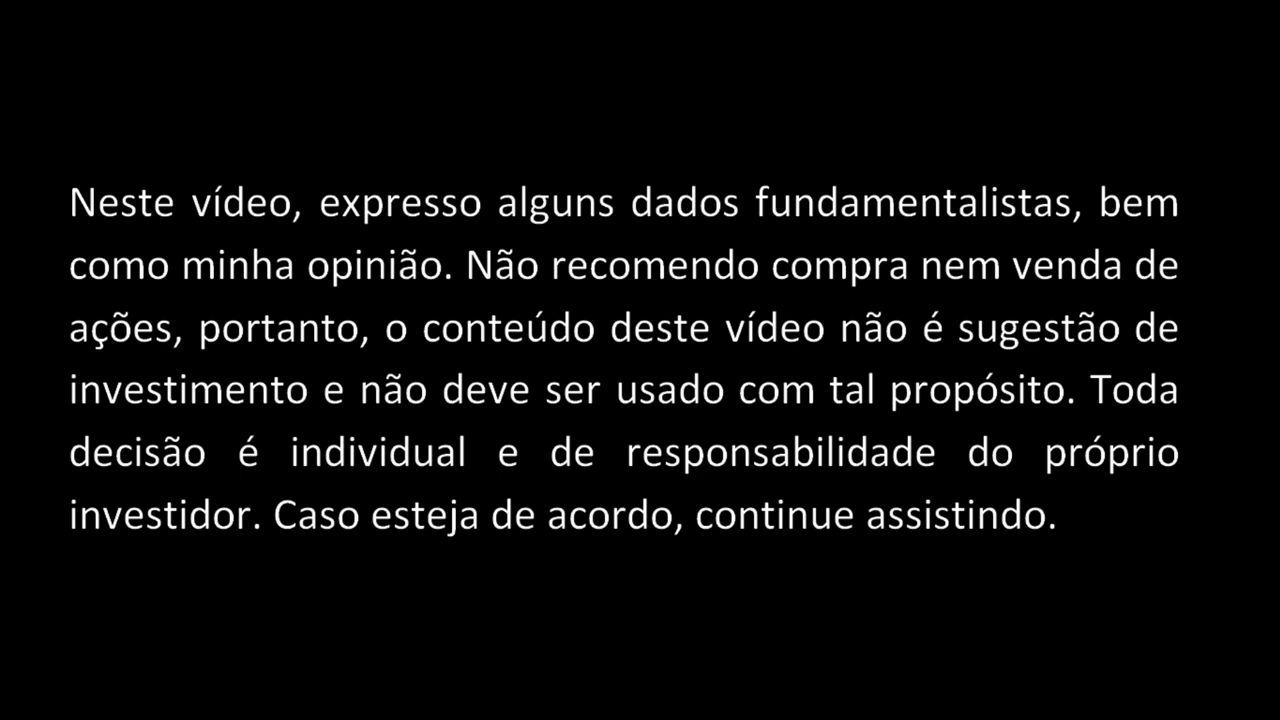 Neste vídeo, expresso alguns dados fundamentalistas, bem
como minha opinião. Não recomendo compra nem venda de
ações, portanto, o conteúdo deste vídeo não é sugestão de
investimento e não deve ser usado com tal propósito. Toda
decisão é individual e de responsabilidade do próprio
investidor. Caso esteja de acordo, continue assistindo.